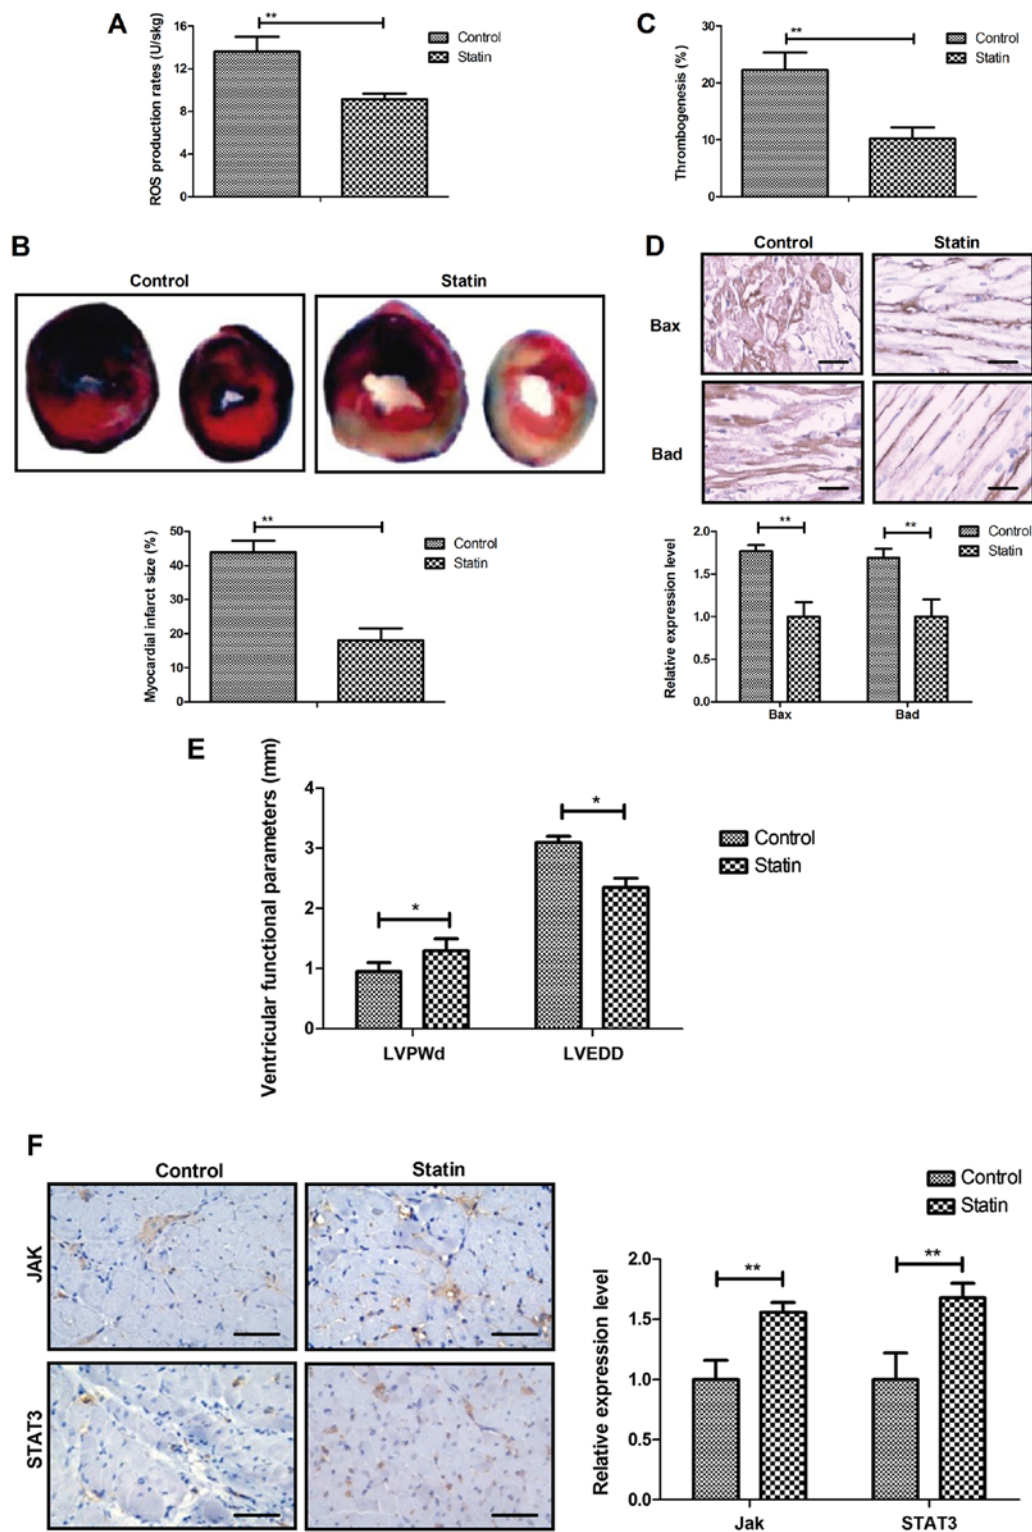 A
ROS production rates (U/skg)
16
12
8
4
0
**
Control
Statin
C
Thrombogenesis (%)
30
20
10
0
**
Control
Statin
B
Control
Statin
Myocardial infarct size (%)
50
40
30
20
10
0
**
Control
Statin
D
Control
Statin
Bax
Bad
Relative expression level
2.0
1.5
1.0
0.5
0.0
**
**
Bax
Bad
Control
Statin
E
Ventricular functional parameters (mm)
4
3
2
1
0
*
*
LVPWd
LVEDD
Control
Statin
F
Control
Statin
JAK
STAT3
Control
Statin
Relative expression level
2.0
1.5
1.0
0.5
0.0
**
**
Jak
STAT3